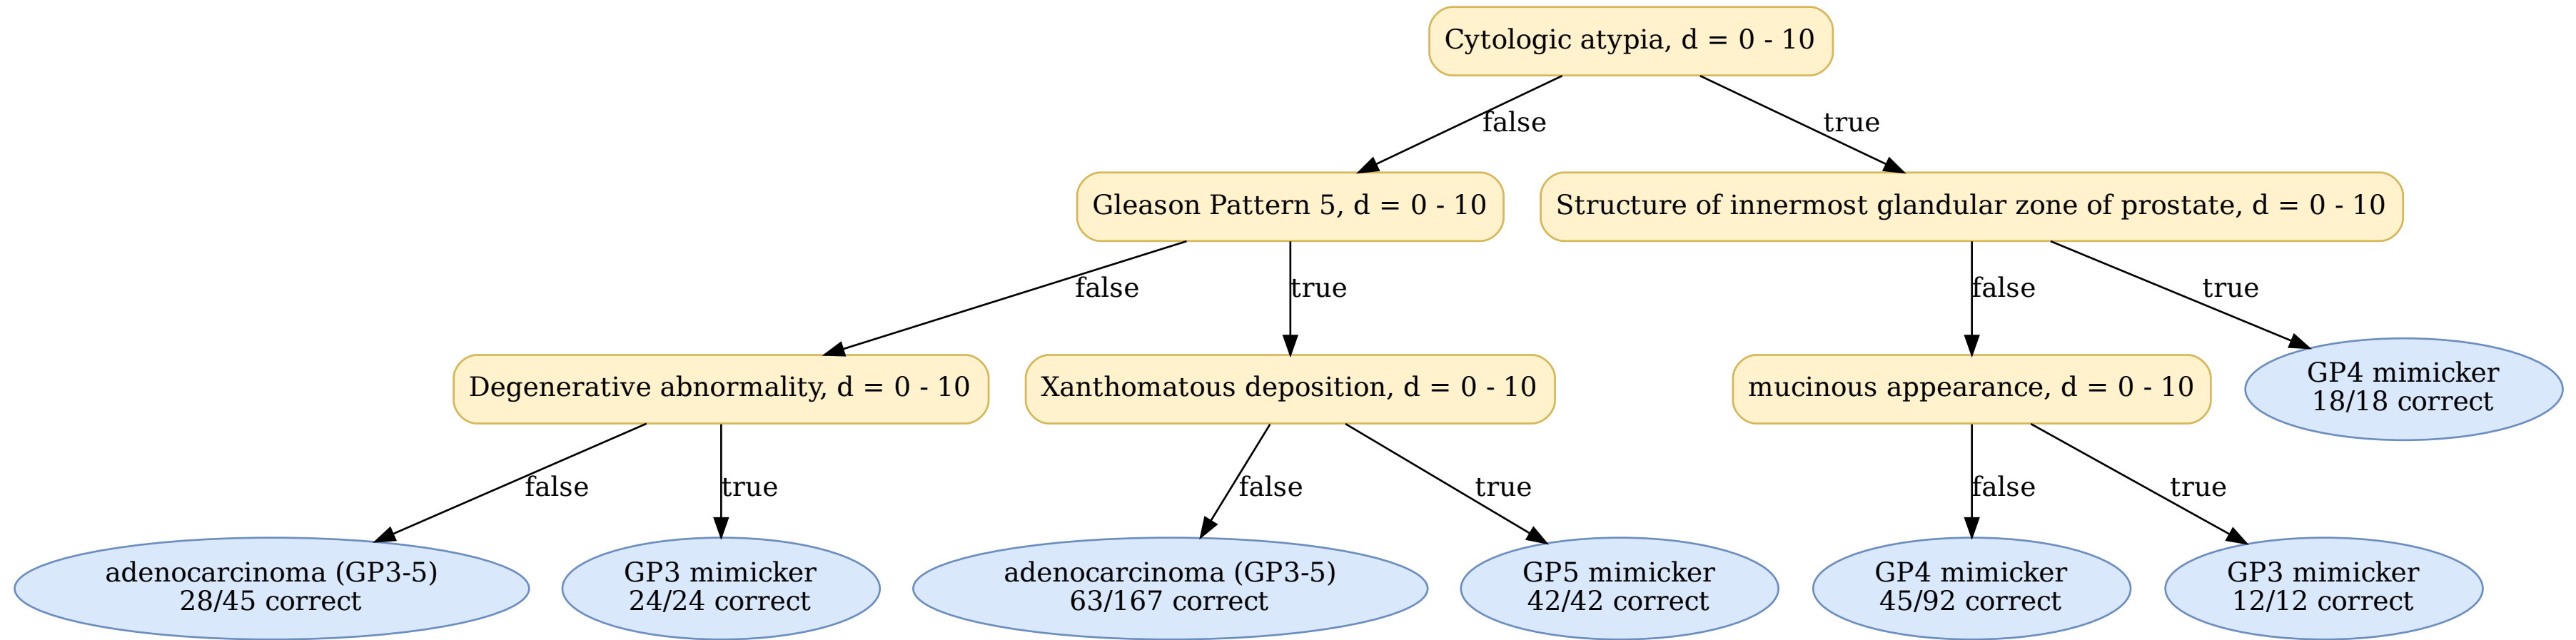 Cytologic atypia, d = 0 - 10
false
true
Gleason Pattern 5, d = 0 - 10
Structure of innermost glandular zone of prostate, d = 0 - 10
false
true
false
true
Degenerative abnormality, d = 0 - 10
Xanthomatous deposition, d = 0 - 10
mucinous appearance, d = 0 - 10
GP4 mimicker
18/18 correct
false
true
false
true
false
true
adenocarcinoma (GP3-5)
28/45 correct
GP3 mimicker
24/24 correct
adenocarcinoma (GP3-5)
63/167 correct
GP5 mimicker
42/42 correct
GP4 mimicker
45/92 correct
GP3 mimicker
12/12 correct